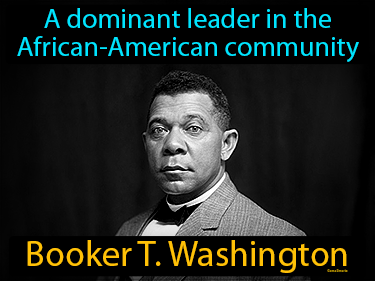 A dominant leader in the
African-American community
Booker T. Washington